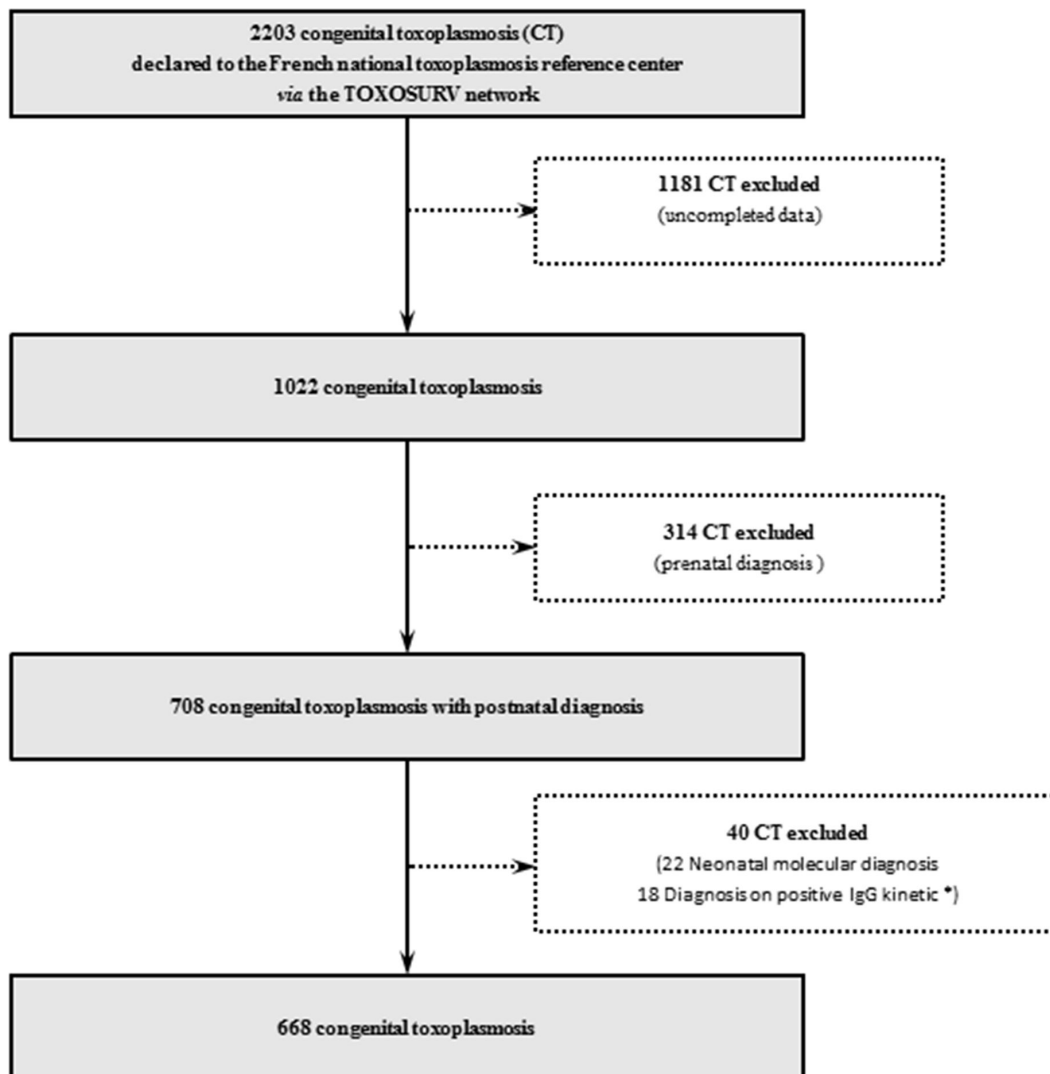 2203 congenital toxoplasmosis (CT)
declared to the French national toxoplasmosis reference center
via the TOXOSURV network
1181 CT excluded
(uncompleted data)
1022 congenital toxoplasmosis
314 CT excluded
(prenatal diagnosis )
708 congenital toxoplasmosis with postnatal diagnosis
40 CT excluded
(22 Neonatal molecular diagnosis
18 Diagnosis on positive IgG kinetic *)
668 congenital toxoplasmosis